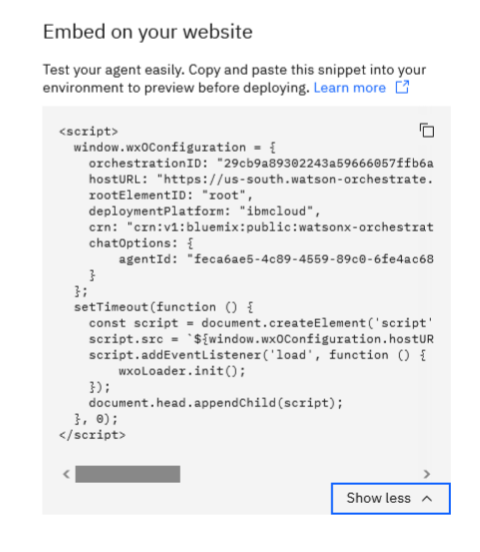 Embed on your website
Test your agent easily. Copy and paste this snippet into your
environment to preview before deploying. Learn more
<script>
  window.wxOConfiguration = {
    orchestrationID: "29cb9a89302243a59666057ffb6a
    hostURL: "https://us-south.watson-orchestrate.
    rootElementID: "root",
    deploymentPlatform: "ibmcloud",
    crn: "crn:v1:bluemix:public:watsonx-orchestrat
    chatOptions: {
        agentId: "feca6ae5-4c89-4559-89c0-6fe4ac68
    }
  };
  setTimeout(function () {
    const script = document.createElement('script'
    script.src = `${window.wxOConfiguration.hostUR
    script.addEventListener('load', function () {
        wxoLoader.init();
    });
    document.head.appendChild(script);
  }, 0);
</script>
Show less